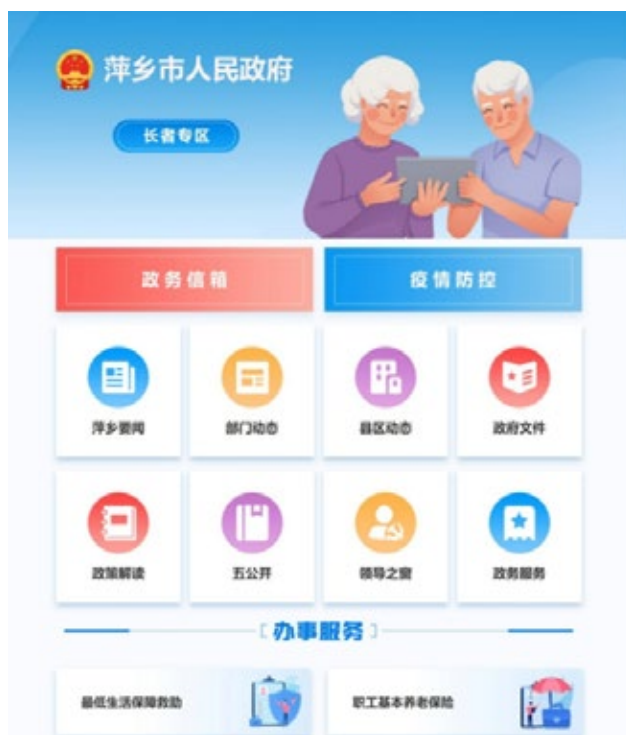 萍乡市人民政府
长者专区
政务信箱 疫情防控
萍乡要闻 部门动态 县区动态 政府文件
政策解读 五公开 领导之窗 政务服务
办事服务
最低生活保障救助 职工基本养老保险